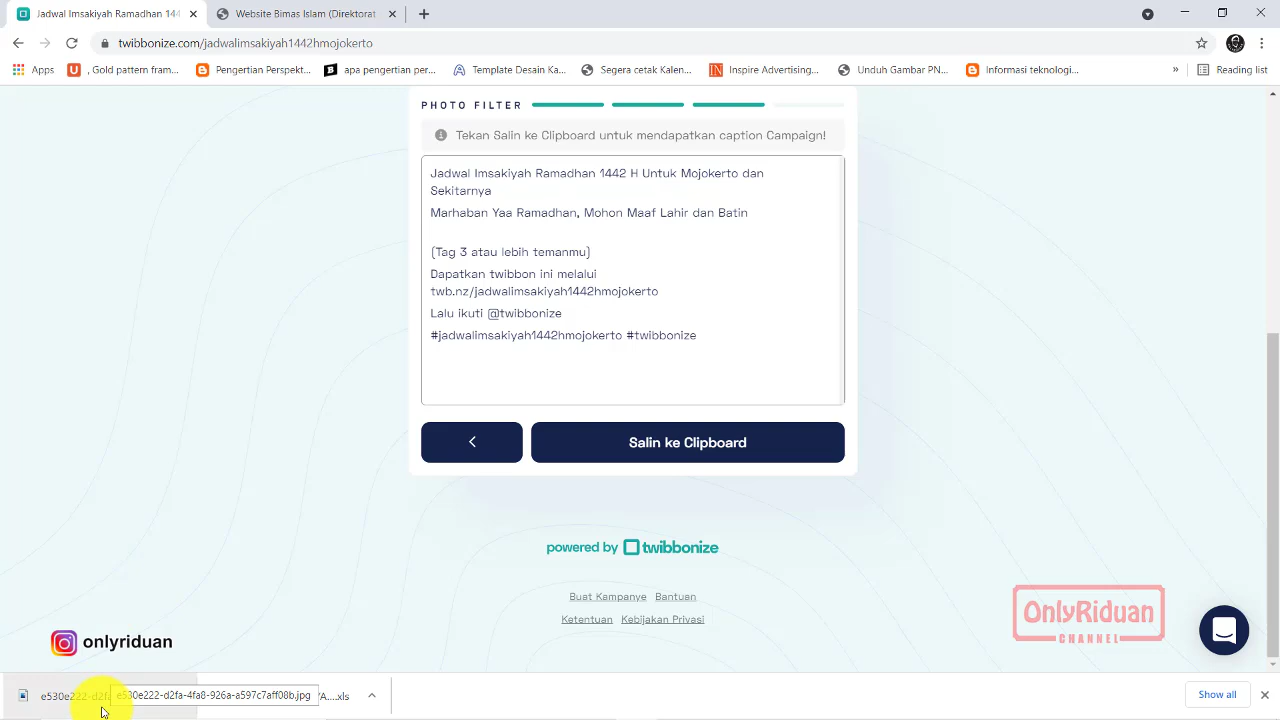 Jadwal Imsakiyah Ramadhan 144
Website Bimas Islam (Direktorat
twibbonize.com/jadwalimsakiyah1442hmojokerto
Apps
, Gold pattern fram...
Pengertian Perspekt...
apa pengertian per...
Template Desain Ka...
Segera cetak Kalen...
Inspire Advertising...
Unduh Gambar PN...
Informasi teknologi...
»
Reading list
PHOTO FILTER
Tekan Salin ke Clipboard untuk mendapatkan caption Campaign!
Jadwal Imsakiyah Ramadhan 1442 H Untuk Mojokerto dan
Sekitarnya
Marhaban Yaa Ramadhan, Mohon Maaf Lahir dan Batin
(Tag 3 atau lebih temanmu)
Dapatkan twibbon ini melalui
twb.nz/jadwalimsakiyah1442hmojokerto
Lalu ikuti @twibbonize
#jadwalimsakiyah1442hmojokerto #twibbonize
Salin ke Clipboard
powered by twibbonize
Buat Kampanye Bantuan
Ketentuan Kebijakan Privasi
OnlyRiduan
CHANNEL
onlyriduan
e530e222-d2fa-4fa8-926a-a597c7aff08b.jpg
Show all